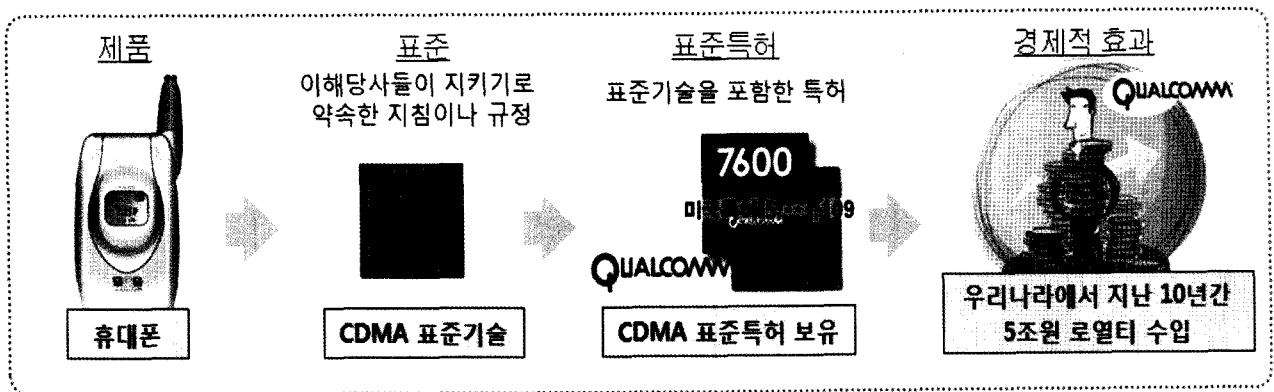 제품
표준
이해당사들이 지키기로
약속한 지침이나 규정
표준특허
표준기술을 포함한 특허
경제적 효과
QUALCOMM
7600
QUALCOMM
휴대폰
CDMA 표준기술
CDMA 표준특허 보유
우리나라에서 지난 10년간
5조원 로열티 수입